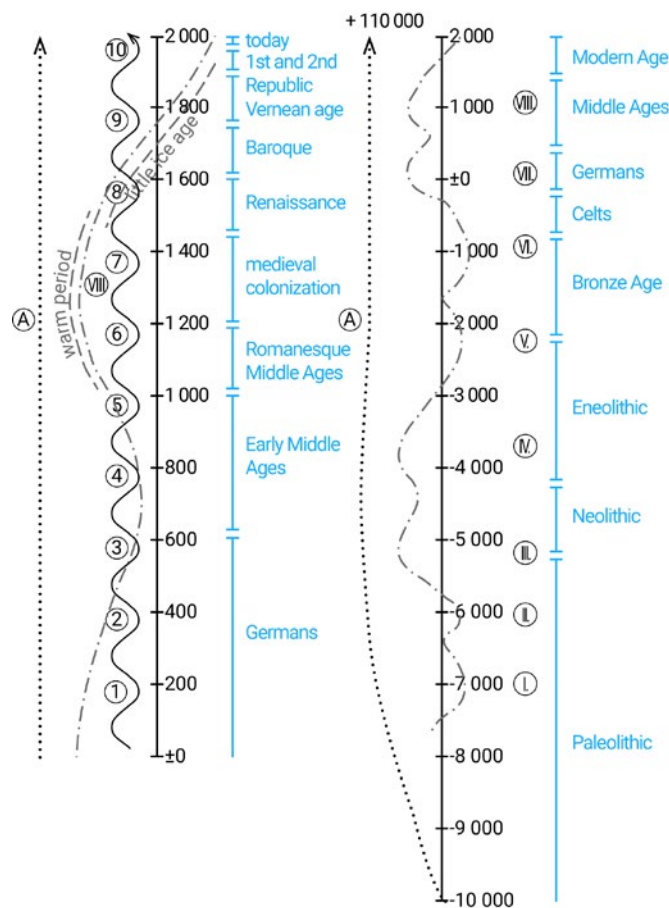 + 110 000
10
2 000
today
1st and 2nd
Republic
Vernean age
1 800
9
little ice age
Baroque
1 600
8
Renaissance
1 400
7
VIII
medieval
colonization
warm period
A
1 200
6
Romanesque
Middle Ages
1 000
5
Early Middle
Ages
800
4
600
3
400
2
Germans
200
1
±0
2 000
Modern Age
1 000
VIII.
Middle Ages
±0
VII.
Germans
Celts
-1 000
VI.
Bronze Age
A
-2 000
V.
-3 000
Eneolithic
IV.
-4 000
Neolithic
-5 000
III.
-6 000
II.
-7 000
I.
Paleolithic
-8 000
-9 000
-10 000